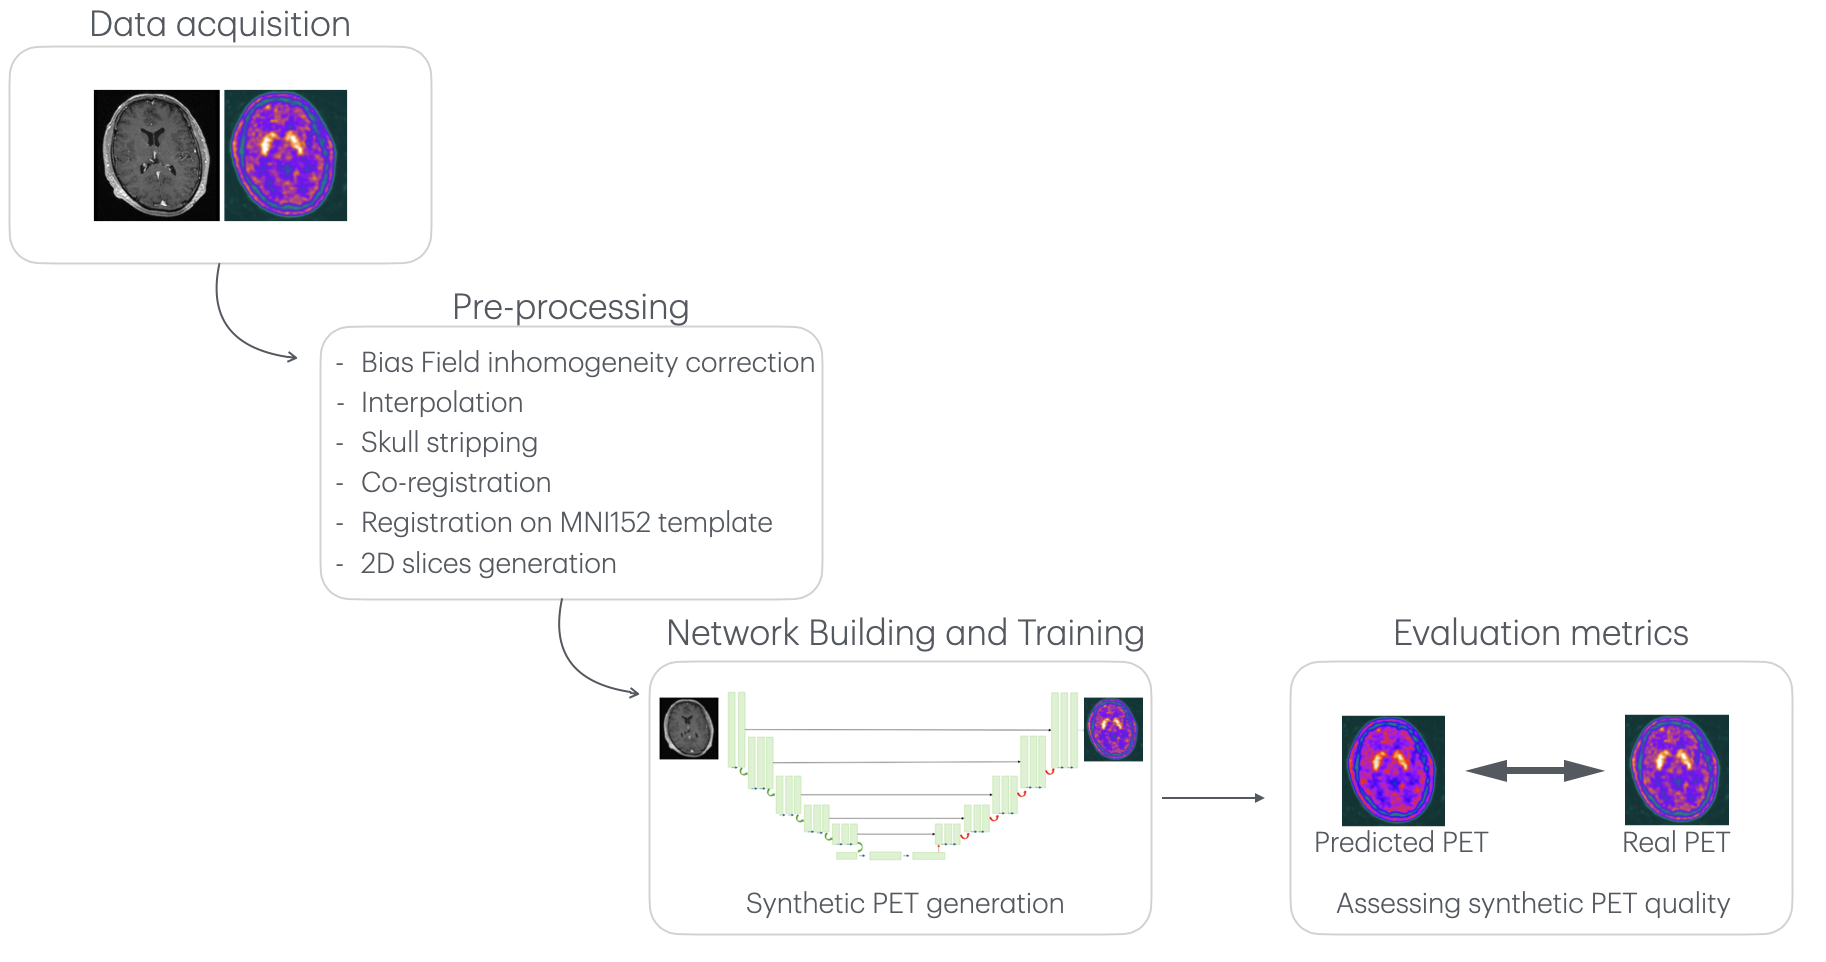 Data acquisition
Pre-processing
- Bias Field inhomogeneity correction
- Interpolation
- Skull stripping
- Co-registration
- Registration on MNI152 template
- 2D slices generation
Network Building and Training
Synthetic PET generation
Evaluation metrics
Predicted PET
Real PET
Assessing synthetic PET quality